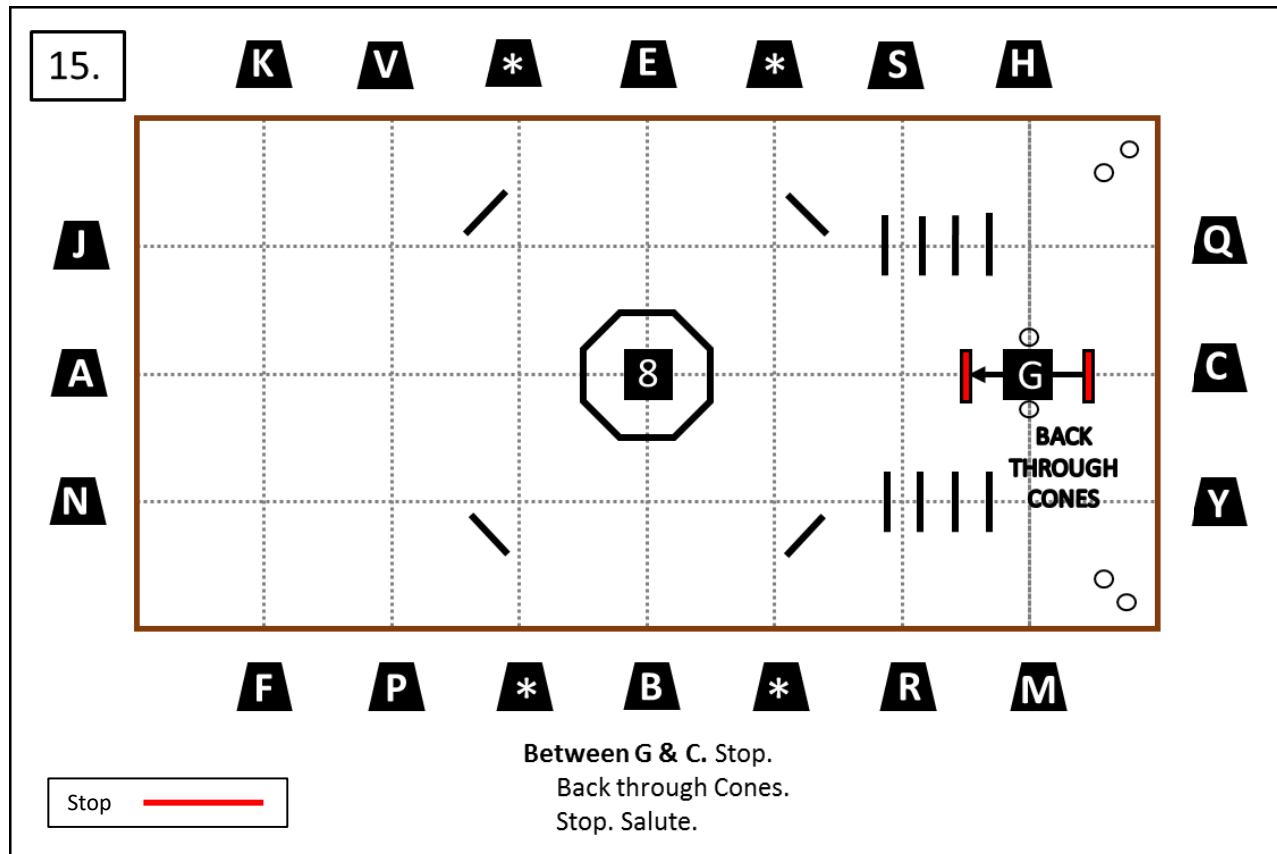 15.
K V * E * S H
J Q
8
A G C
BACK
THROUGH
CONES
N Y
F P * B * R M
Between G & C. Stop.
Back through Cones.
Stop. Salute.
Stop